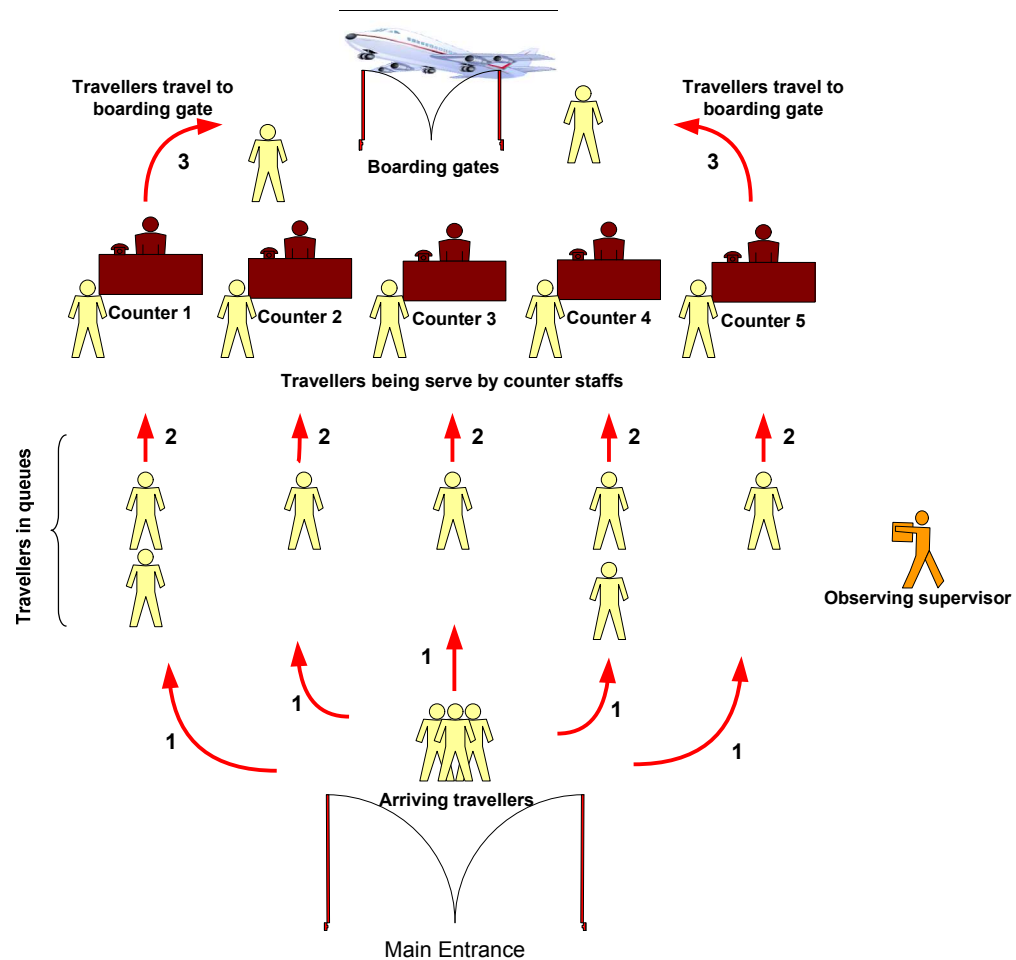 Travellers travel to
boarding gate
Travellers travel to
boarding gate
3
3
Boarding gates
Counter 1
Counter 2
Counter 3
Counter 4
Counter 5
Travellers being serve by counter staffs
2
2
2
2
2
Travellers in queues
Observing supervisor
1
1
1
1
1
Arriving travellers
Main Entrance